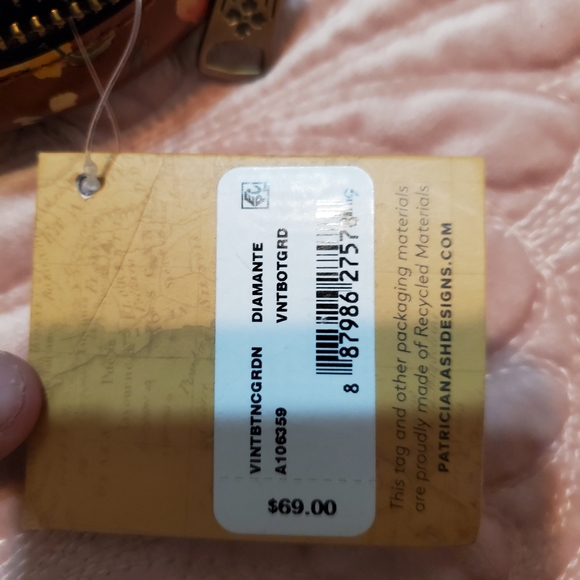 VINTBTNCGRDN DIAMANTE
A106359 VNTBOTGRD
8 87986 2757
$69.00
This tag and other packaging materials
are proudly made of Recycled Materials
PATRICIANASHDESIGNS.COM